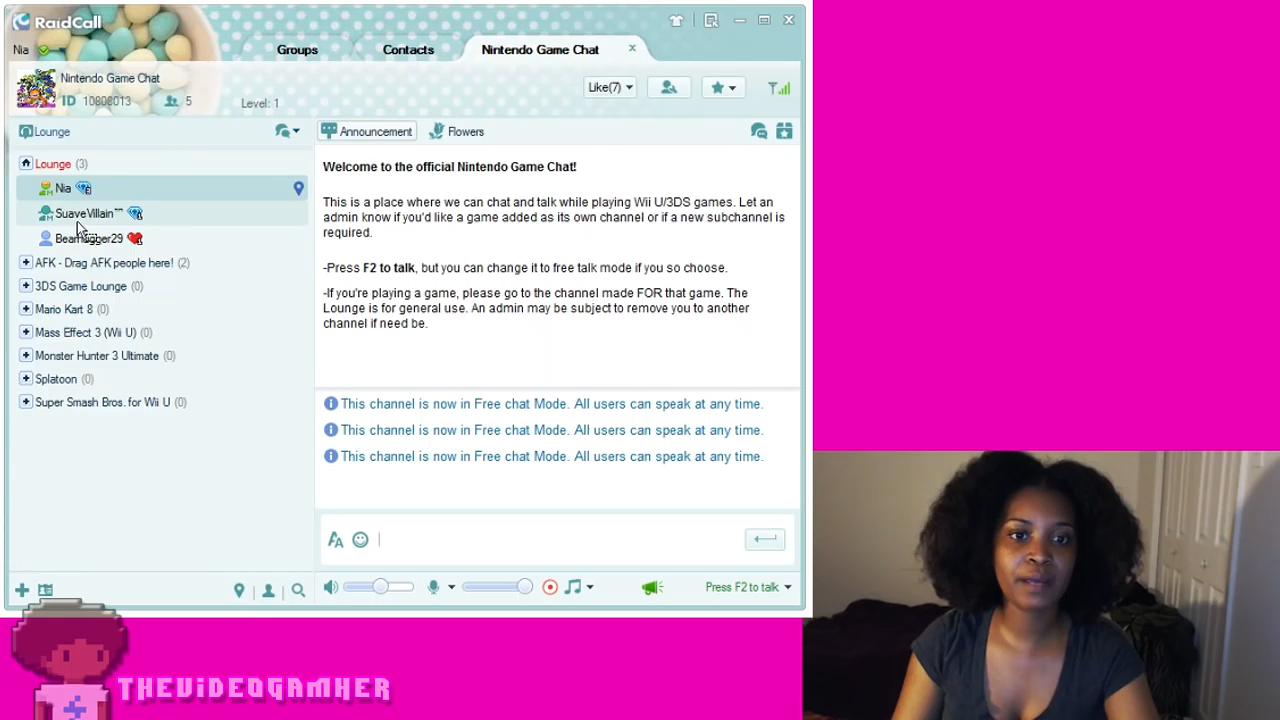 RaidCall
Nia
Groups
Contacts
Nintendo Game Chat
Nintendo Game Chat
ID 10808013
5
Level: 1
Like(7)
Lounge
Announcement
Flowers
Lounge (3)
Nia
SuaveVillain~~
AFK - Drag AFK people here! (2)
3DS Game Lounge (0)
Mario Kart 8 (0)
Mass Effect 3 (Wii U) (0)
Monster Hunter 3 Ultimate (0)
Splatoon (0)
Super Smash Bros. for Wii U (0)
Welcome to the official Nintendo Game Chat!
This is a place where we can chat and talk while playing Wii U/3DS games. Let an
admin know if you'd like a game added as its own channel or if a new subchannel is
required.
-Press F2 to talk, but you can change it to free talk mode if you so choose.
-If you're playing a game, please go to the channel made FOR that game. The
Lounge is for general use. An admin may be subject to remove you to another
channel if need be.
This channel is now in Free chat Mode. All users can speak at any time.
This channel is now in Free chat Mode. All users can speak at any time.
This channel is now in Free chat Mode. All users can speak at any time.
Press F2 to talk
THEVIDEOGAMHER